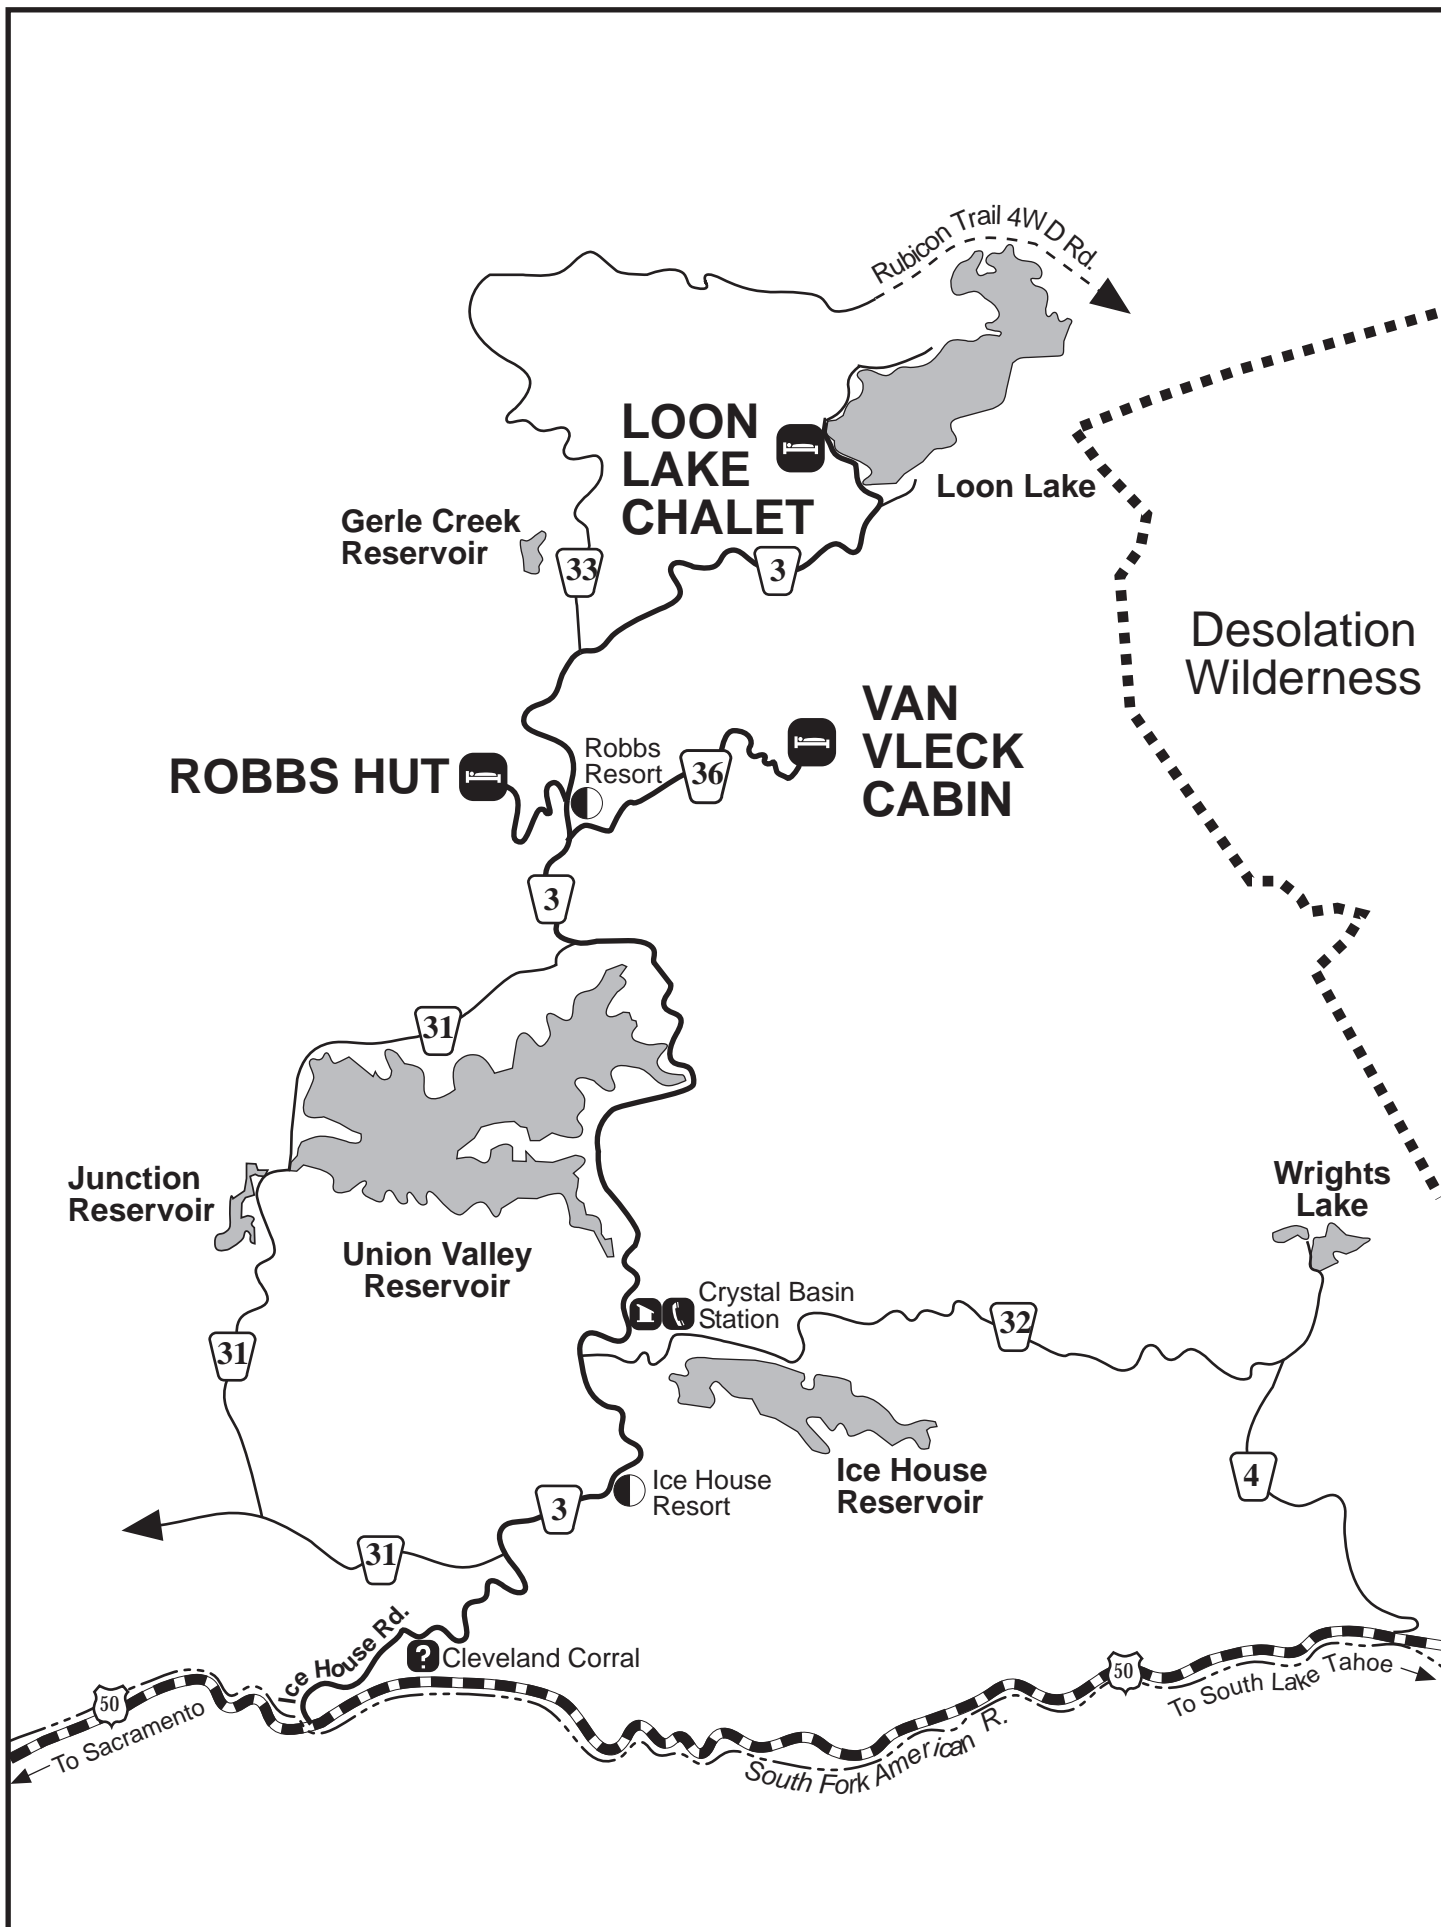 Rubicon Trail 4WD Rd.
LOON
LAKE
CHALET
Loon Lake
Gerle Creek
Reservoir
33
3
Desolation
Wilderness
VAN
VLECK
CABIN
ROBBS HUT
Robbs
Resort
36
3
31
Junction
Reservoir
Union Valley
Reservoir
Wrights
Lake
Crystal Basin
Station
32
31
Ice House
Reservoir
Ice House
Resort
4
3
31
Ice House Rd.
?
Cleveland Corral
50
To Sacramento
50
To South Lake Tahoe
South Fork American R.